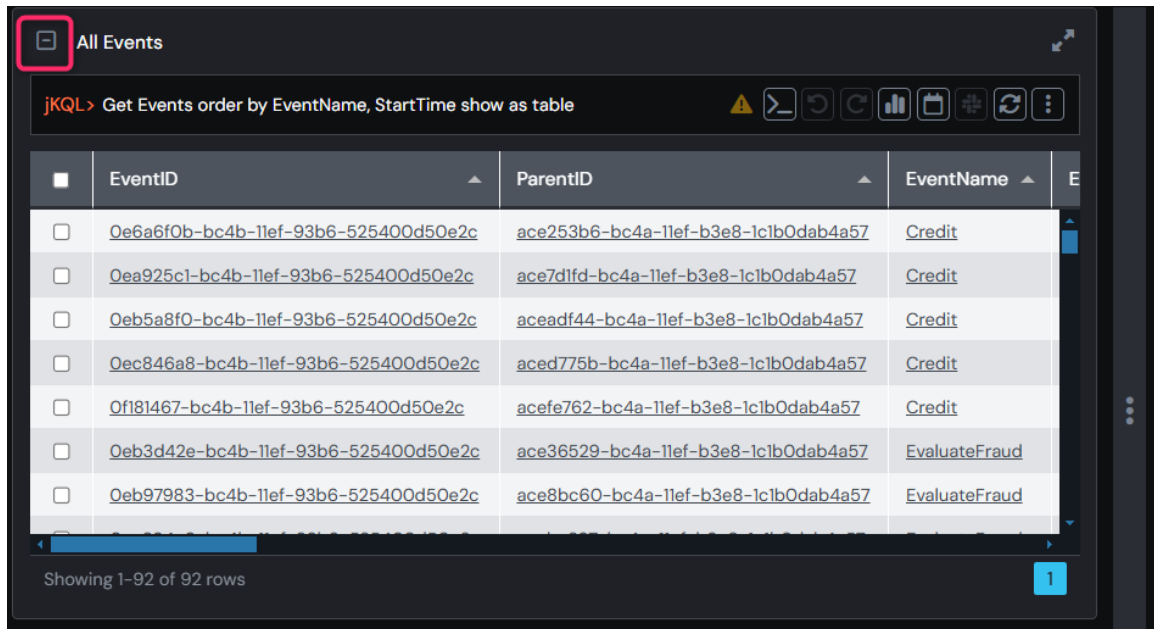 All Events
jKQL> Get Events order by EventName, StartTime show as table
EventID ParentID EventName E
0e6a6f0b-bc4b-11ef-93b6-525400d50e2c ace253b6-bc4a-11ef-b3e8-1c1b0dab4a57 Credit
0ea925c1-bc4b-11ef-93b6-525400d50e2c ace7d1fd-bc4a-11ef-b3e8-1c1b0dab4a57 Credit
0eb5a8f0-bc4b-11ef-93b6-525400d50e2c aceadf44-bc4a-11ef-b3e8-1c1b0dab4a57 Credit
0ec846a8-bc4b-11ef-93b6-525400d50e2c aced775b-bc4a-11ef-b3e8-1c1b0dab4a57 Credit
0f181467-bc4b-11ef-93b6-525400d50e2c acefe762-bc4a-11ef-b3e8-1c1b0dab4a57 Credit
0eb3d42e-bc4b-11ef-93b6-525400d50e2c ace36529-bc4a-11ef-b3e8-1c1b0dab4a57 EvaluateFraud
0eb97983-bc4b-11ef-93b6-525400d50e2c ace8bc60-bc4a-11ef-b3e8-1c1b0dab4a57 EvaluateFraud
Showing 1-92 of 92 rows
1